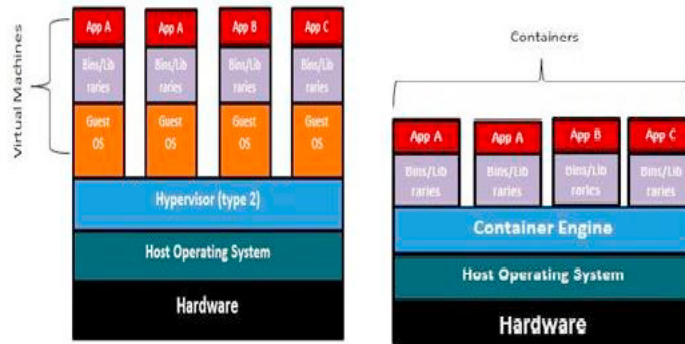 Virtual Machines
App A
App A
App B
App C
Bins/Lib
raries
Bins/Lib
raries
Bins/Lib
raries
Bins/Lib
raries
Guest
OS
Guest
OS
Guest
OS
Guest
OS
Hypervisor (type 2)
Host Operating System
Hardware
Containers
App A
App A
App B
App C
Bins/Lib
raries
Bins/Lib
raries
Bins/Lib
raries
Bins/Lib
raries
Container Engine
Host Operating System
Hardware